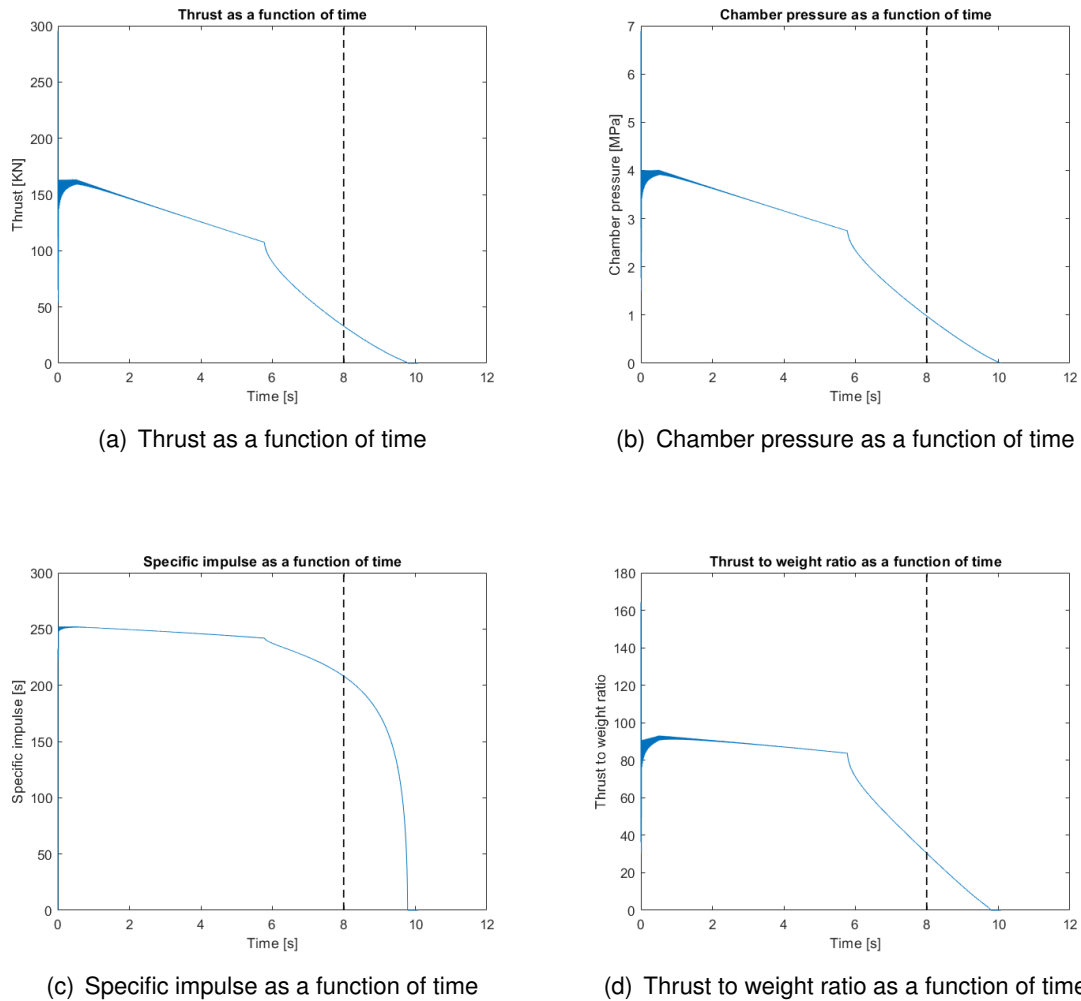 Thrust as a function of time
300
250
200
150
100
50
0
Thrust [KN]
0 2 4 6 8 10 12
Time [s]
(a) Thrust as a function of time
Chamber pressure as a function of time
7
6
5
4
3
2
1
0
Chamber pressure [MPa]
0 2 4 6 8 10 12
Time [s]
(b) Chamber pressure as a function of time
Specific impulse as a function of time
300
250
200
150
100
50
0
Specific impulse [s]
0 2 4 6 8 10 12
Time [s]
(c) Specific impulse as a function of time
Thrust to weight ratio as a function of time
180
160
140
120
100
80
60
40
20
0
Thrust to weight ratio
0 2 4 6 8 10 12
Time [s]
(d) Thrust to weight ratio as a function of time